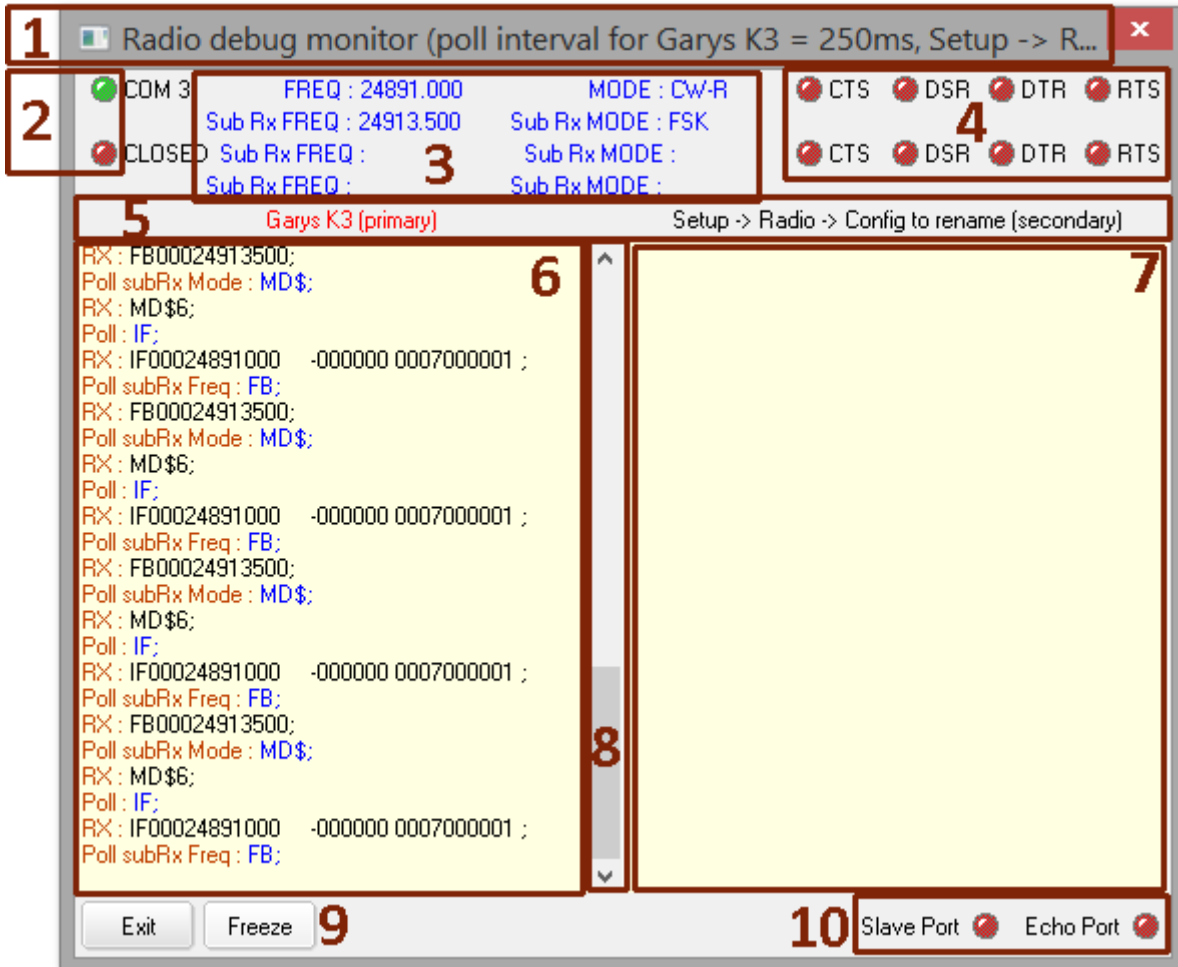 1 Radio debug monitor (poll interval for Garys K3 = 250ms, Setup -> R... ×
2 COM 3 FREQ : 24891.000 MODE : CW-R CTS DSR DTR RTS
Sub Rx FREQ : 24913.500 Sub Rx MODE : FSK 4
CLOSED Sub Rx FREQ : 3 Sub Rx MODE : CTS DSR DTR RTS
Sub Rx FREQ : Sub Rx MODE :
5 Garys K3 (primary) Setup -> Radio -> Config to rename (secondary)
RX : FB00024913500;
6 7
Poll subRx Mode : MD$;
RX : MD$6;
Poll : IF;
RX : IF00024891000 -000000 0007000001 ;
Poll subRx Freq : FB;
RX : FB00024913500;
Poll subRx Mode : MD$;
RX : MD$6;
Poll : IF;
RX : IF00024891000 -000000 0007000001 ;
Poll subRx Freq : FB;
RX : FB00024913500;
Poll subRx Mode : MD$;
RX : MD$6;
Poll : IF;
RX : IF00024891000 -000000 0007000001 ;
Poll subRx Freq : FB;
RX : FB00024913500;
Poll subRx Mode : MD$;
8
RX : MD$6;
Poll : IF;
RX : IF00024891000 -000000 0007000001 ;
Poll subRx Freq : FB;
Exit Freeze 9 10 Slave Port Echo Port